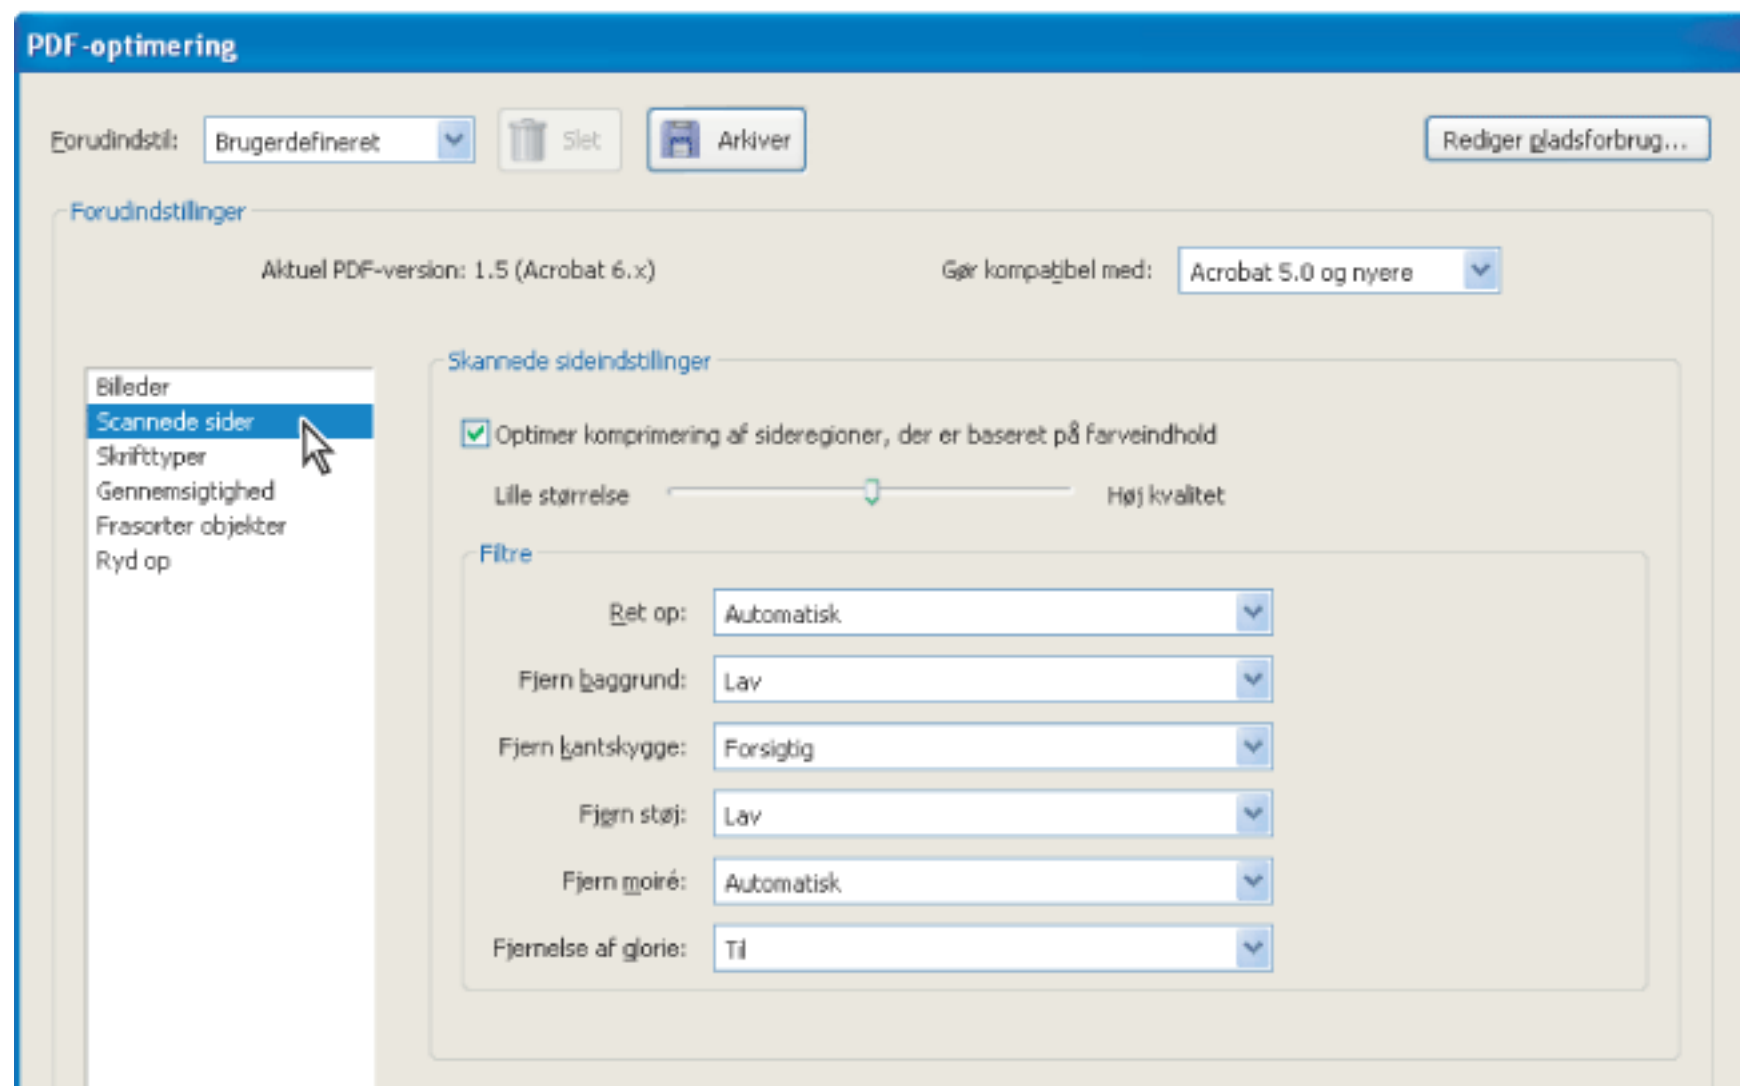 PDF-optimering
Forudindstil: Brugerdefineret Slet Arkiver Rediger pladsforbrug...
Forudindstillinger
Aktuel PDF-version: 1.5 (Acrobat 6.x) Gør kompatibel med: Acrobat 5.0 og nyere
Billeder
Scannede sider
Skrifttyper
Gennemsigtighed
Frasorter objekter
Ryd op
Skannede sideindstillinger
Optimer komprimering af sideregioner, der er baseret på farveindhold
Lille størrelse Høj kvalitet
Filtre
Ret op: Automatisk
Fjern baggrund: Lav
Fjern kantskygge: Forsigtig
Fjern støj: Lav
Fjern moiré: Automatisk
Fjernelse af glorie: Til